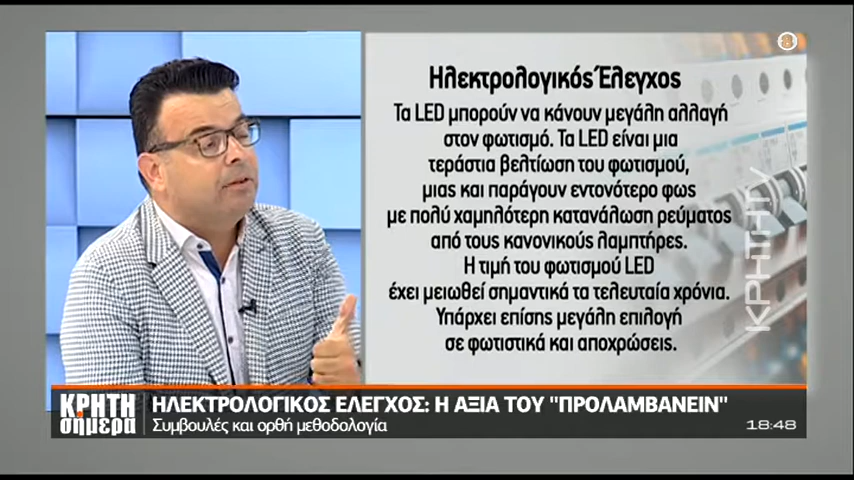 Ηλεκτρολογικός Έλεγχος
Τα LED μπορούν να κάνουν μεγάλη αλλαγή
στον φωτισμό. Τα LED είναι μια
τεράστια βελτίωση του φωτισμού,
μιας και παράγουν εντονότερο φως
με πολύ χαμηλότερη κατανάλωση ρεύματος
από τους κανονικούς λαμπτήρες.
Η τιμή του φωτισμού LED
έχει μειωθεί σημαντικά τα τελευταία χρόνια.
Υπάρχει επίσης μεγάλη επιλογή
σε φωτιστικά και αποχρώσεις.
ΚΡΗΤΗ TV
ΚΡΗΤΗ
σήμερα
ΗΛΕΚΤΡΟΛΟΓΙΚΟΣ ΕΛΕΓΧΟΣ: Η ΑΞΙΑ ΤΟΥ "ΠΡΟΛΑΜΒΑΝΕΙΝ"
Συμβουλές και ορθή μεθοδολογία
18:48